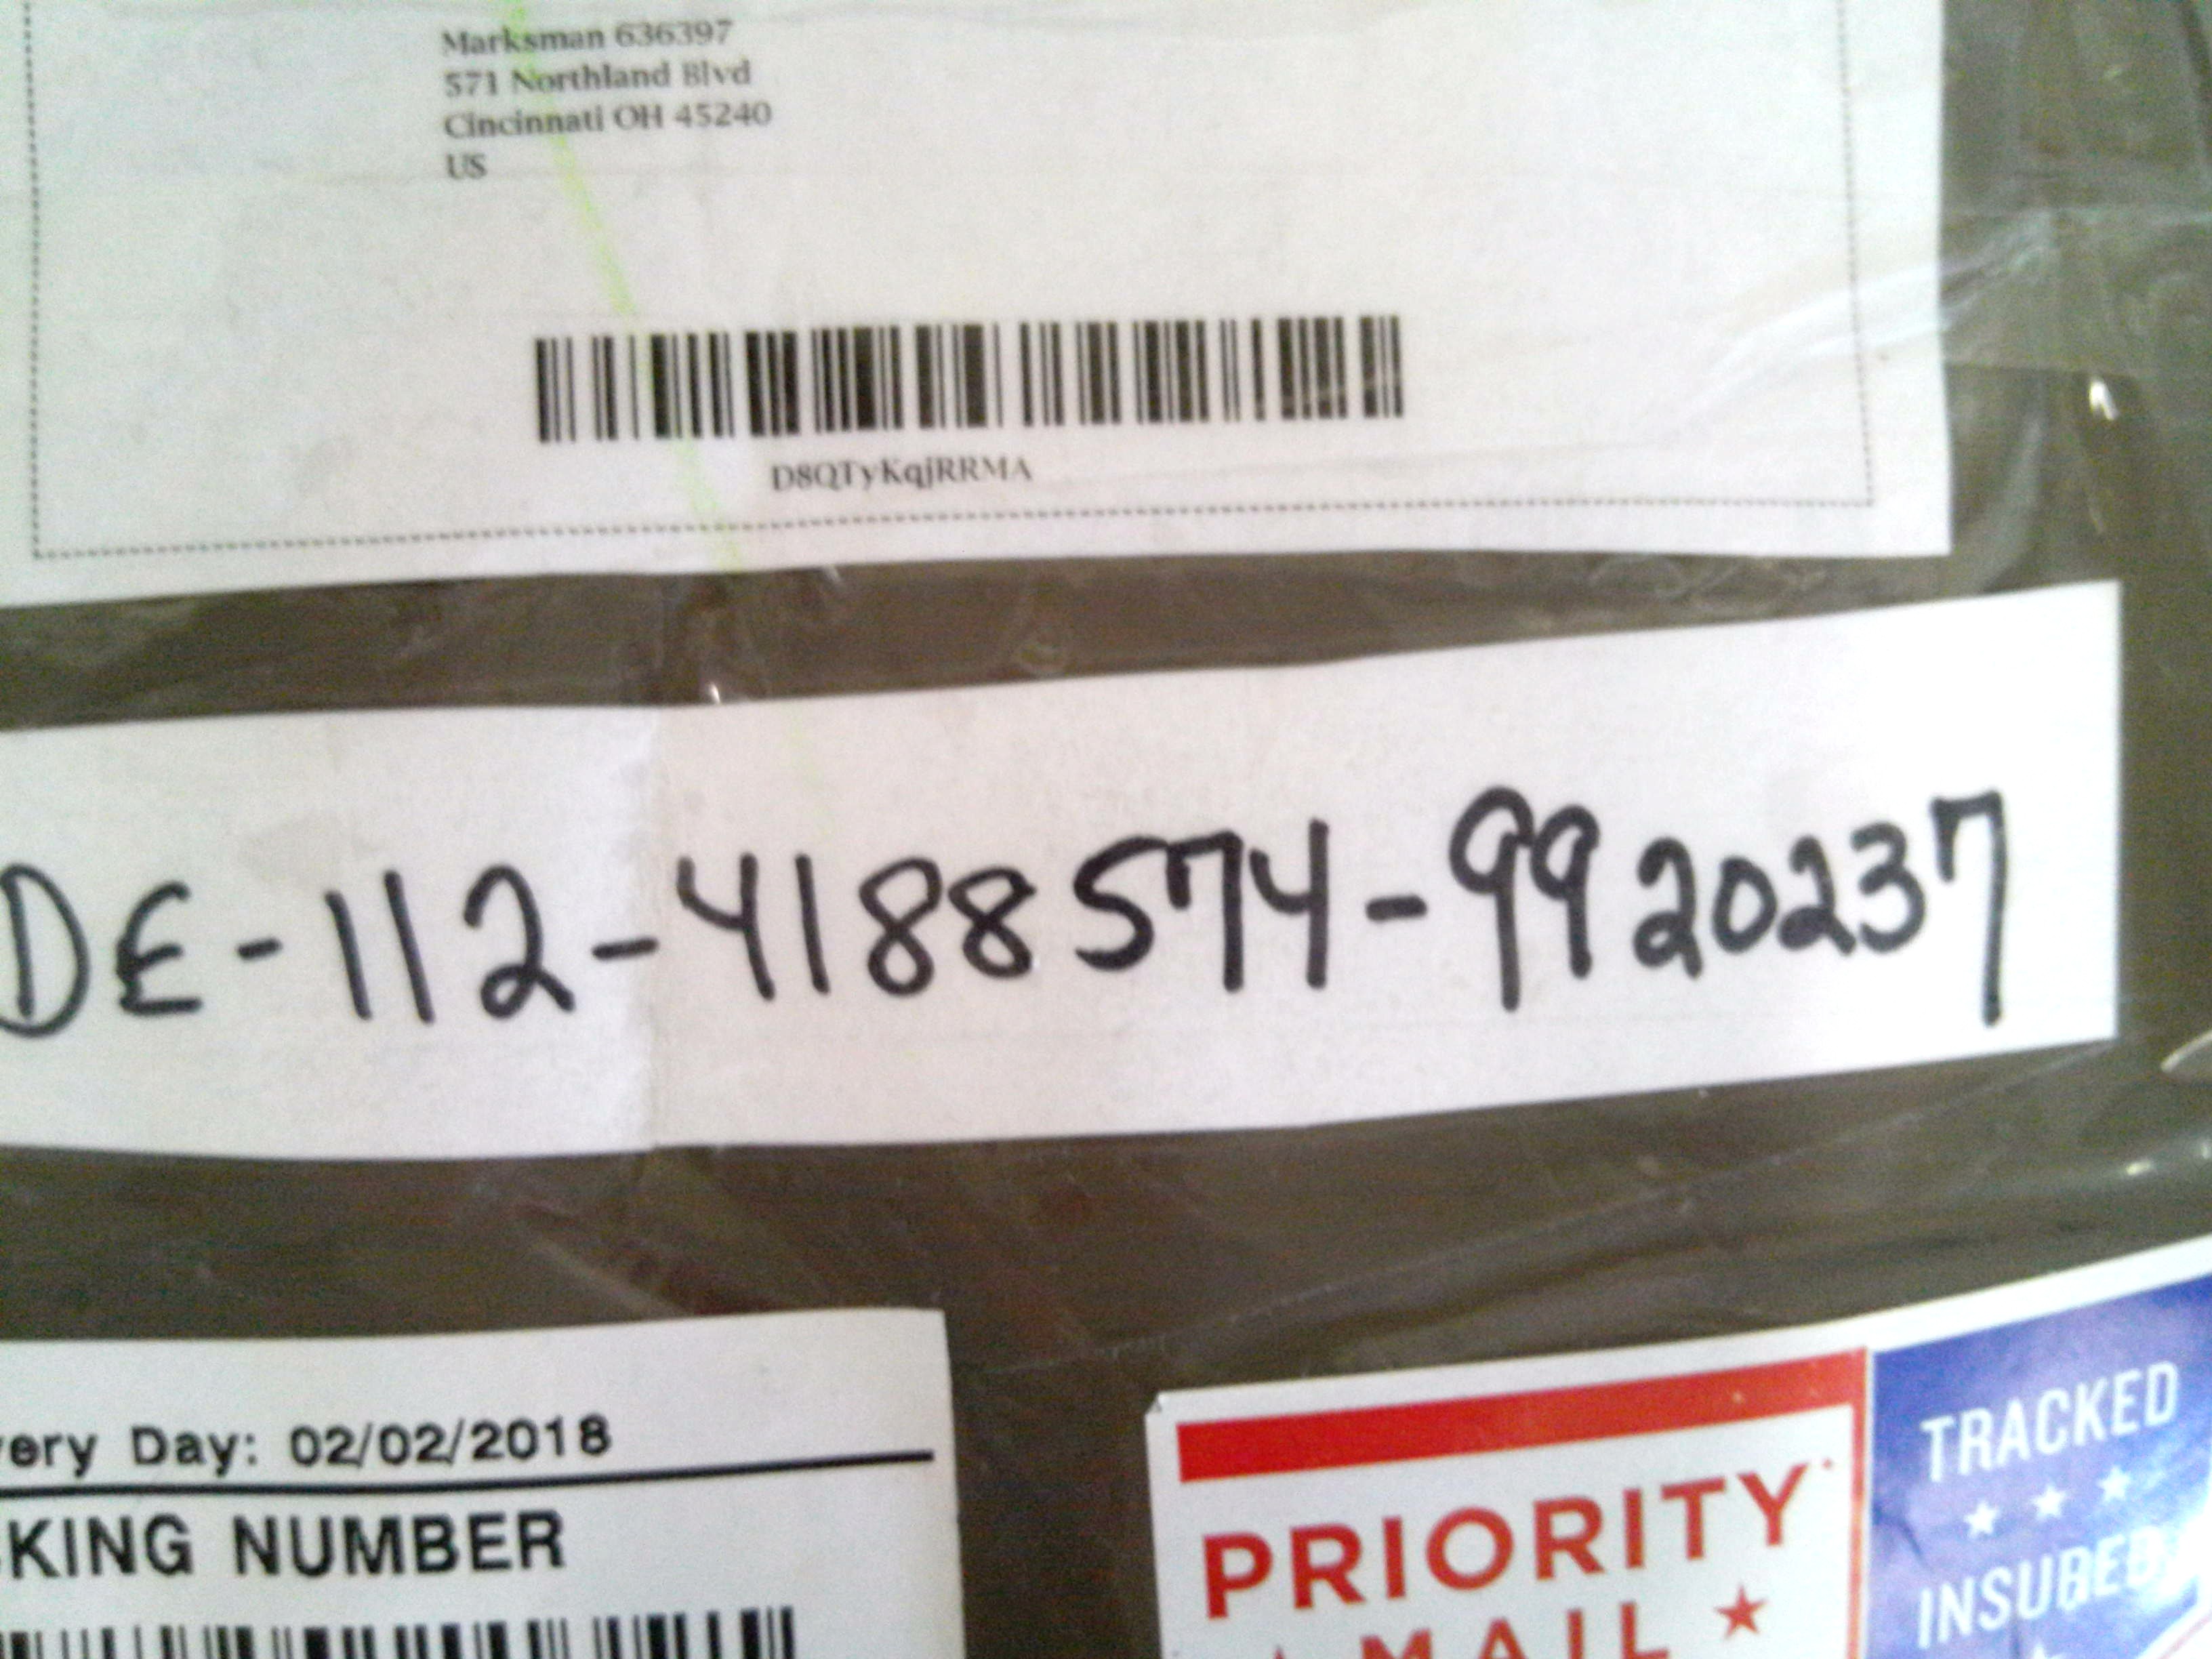 Marksman 636397
571 Northland Blvd
Cincinnati OH 45240
US
D8QTyKqjRRMA
DE-112-4188574-9920237
very Day: 02/02/2018
CKING NUMBER
PRIORITY
★ MAIL ★
TRACKED
★ ★ ★
INSURED